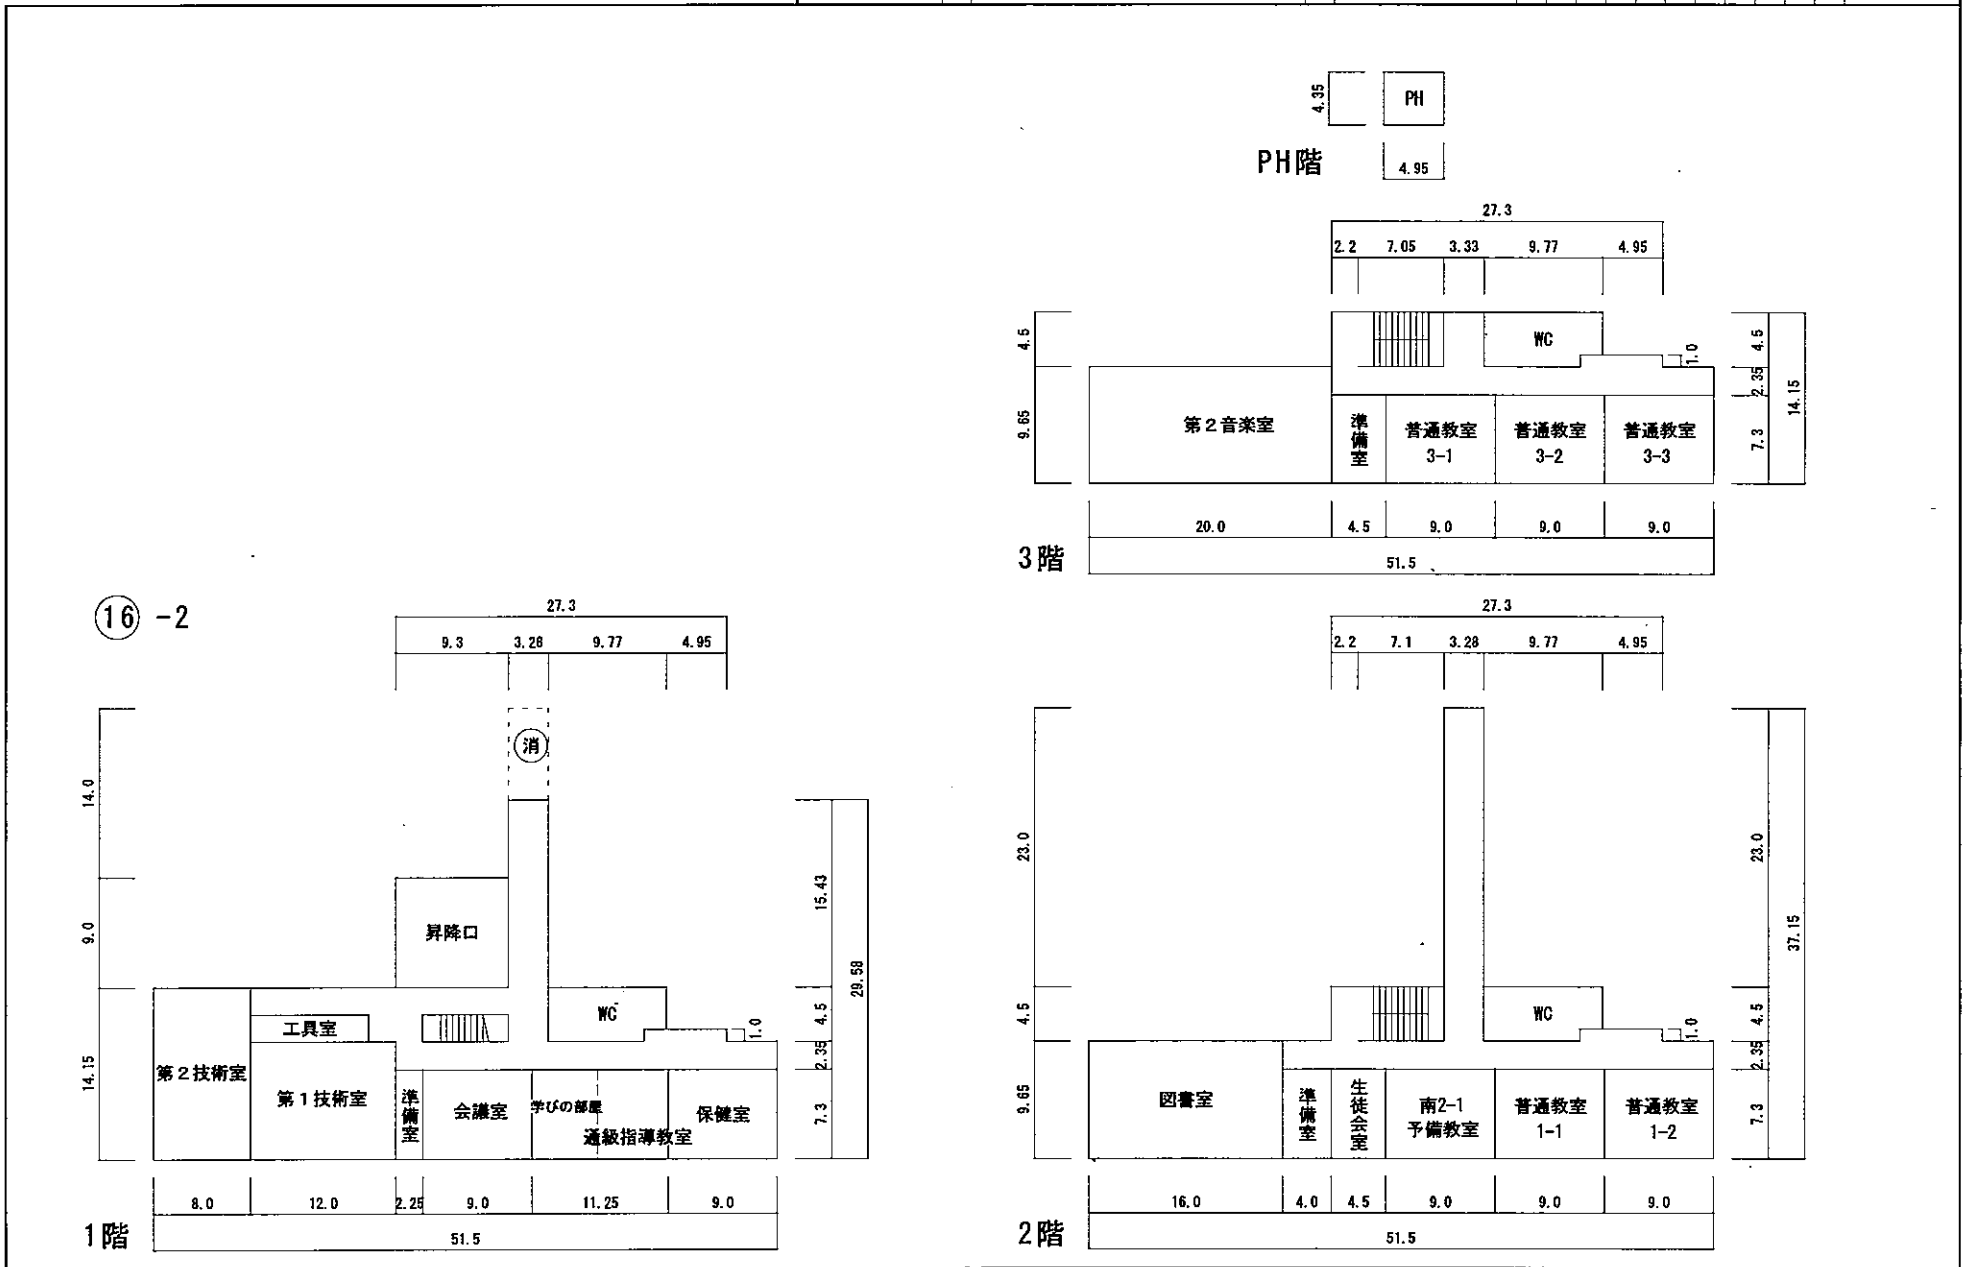 4.35
PH
PH階
4.95
27.3
2.2 7.05 3.33 9.77 4.95
4.5
9.65
WC
1.0
4.5
2.35
7.3
14.15
第2音楽室
準備室
普通教室
3-1
普通教室
3-2
普通教室
3-3
20.0 4.5 9.0 9.0 9.0
51.5
3階
16 -2
27.3
9.3 3.28 9.77 4.95
消
14.0
9.0
14.15
昇降口
15.43
29.58
WC
1.0
4.5
2.35
7.3
工具室
第2技術室
第1技術室
準備室
会議室
学びの部屋
通級指導教室
保健室
8.0 12.0 2.25 9.0 11.25 9.0
51.5
1階
27.3
2.2 7.1 3.28 9.77 4.95
23.0
4.5
9.65
23.0
37.15
WC
1.0
4.5
2.35
7.3
図書室
準備室
生徒会室
南2-1
予備教室
普通教室
1-1
普通教室
1-2
16.0 4.0 4.5 9.0 9.0 9.0
51.5
2階